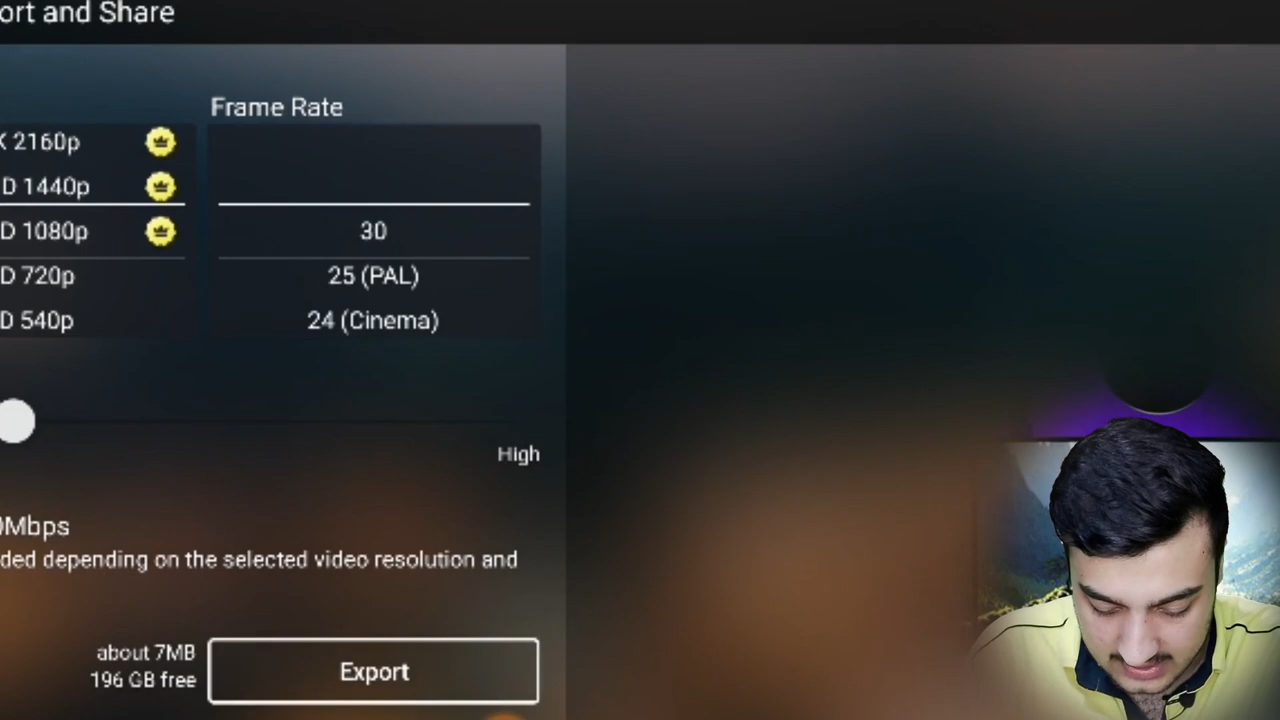 ort and Share
Frame Rate
K 2160p
D 1440p
D 1080p
30
D 720p
25 (PAL)
D 540p
24 (Cinema)
High
0Mbps
ded depending on the selected video resolution and
about 7MB
196 GB free
Export